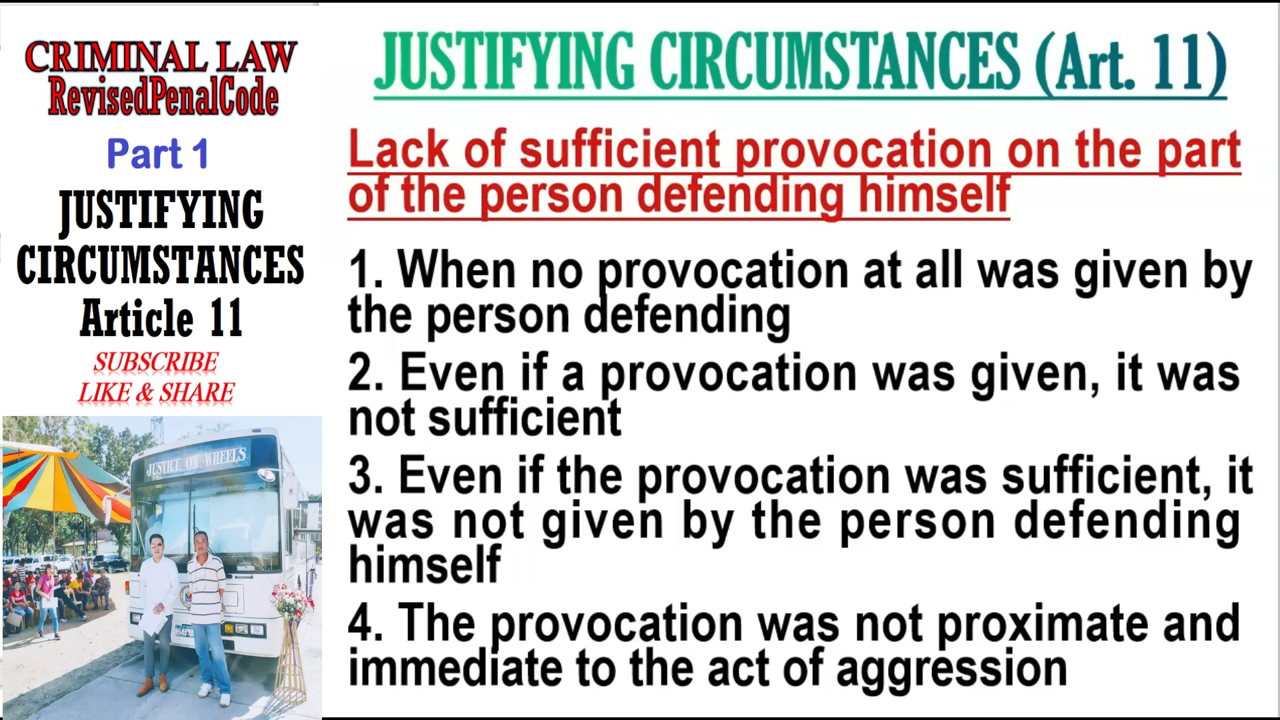 CRIMINAL LAW
RevisedPenalCode
Part 1
JUSTIFYING
CIRCUMSTANCES
Article 11
SUBSCRIBE
LIKE & SHARE
JUSTICE ON WHEELS
JUSTIFYING CIRCUMSTANCES (Art. 11)
Lack of sufficient provocation on the part
of the person defending himself
1. When no provocation at all was given by
the person defending
2. Even if a provocation was given, it was
not sufficient
3. Even if the provocation was sufficient, it
was not given by the person defending
himself
4. The provocation was not proximate and
immediate to the act of aggression